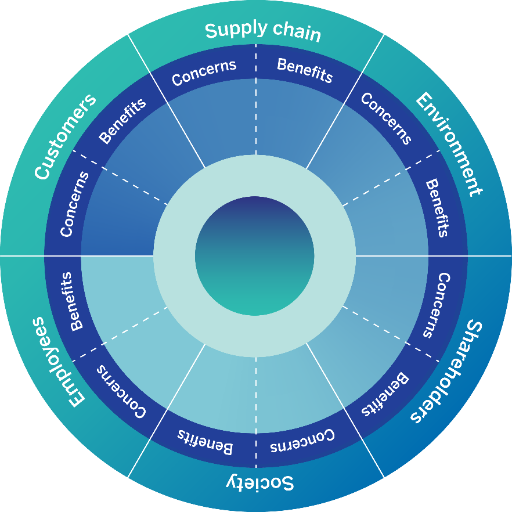 Supply chain
Concerns
Benefits
Environment
Concerns
Benefits
Shareholders
Concerns
Benefits
Society
Concerns
Benefits
Employees
Concerns
Benefits
Customers
Concerns
Benefits